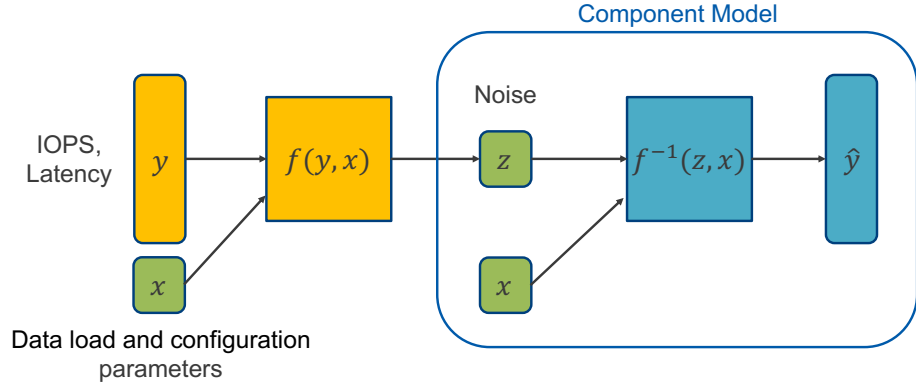 Component Model
Noise
IOPS,
Latency
y
f(y, x)
z
f⁻¹(z, x)
ŷ
x
x
Data load and configuration
parameters